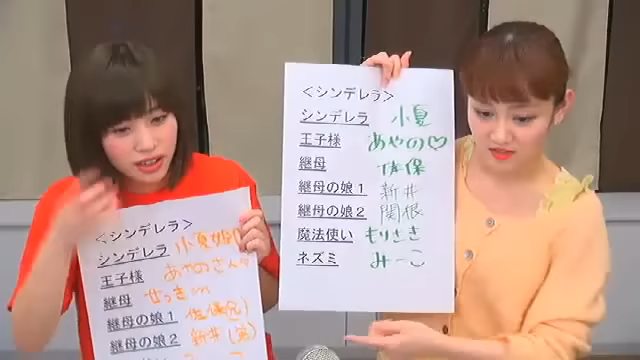 <シンデレラ>
シンデレラ 小夏姫
王子様 あやのさん♡
継母 せっきーm
継母の娘1 佐保(兄)
継母の娘2 新井(弟)
<シンデレラ>
シンデレラ 小夏
王子様 あやの♡
継母 佐保
継母の娘1 新井
継母の娘2 関根
魔法使い もりさき
ネズミ みーこ